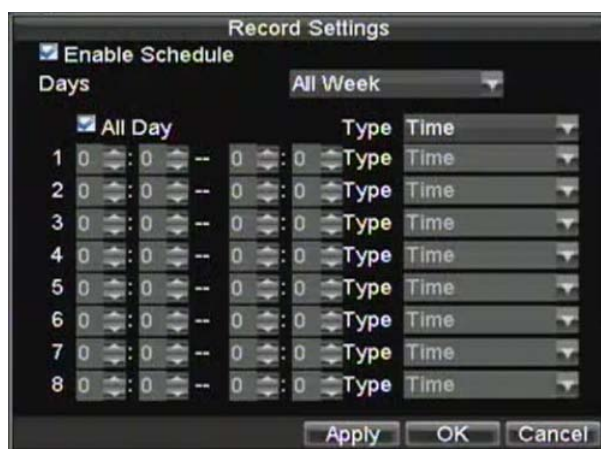 Record Settings
Enable Schedule
Days All Week
All Day Type Time
1 0 : 0 -- 0 : 0 Type Time
2 0 : 0 -- 0 : 0 Type Time
3 0 : 0 -- 0 : 0 Type Time
4 0 : 0 -- 0 : 0 Type Time
5 0 : 0 -- 0 : 0 Type Time
6 0 : 0 -- 0 : 0 Type Time
7 0 : 0 -- 0 : 0 Type Time
8 0 : 0 -- 0 : 0 Type Time
Apply OK Cancel